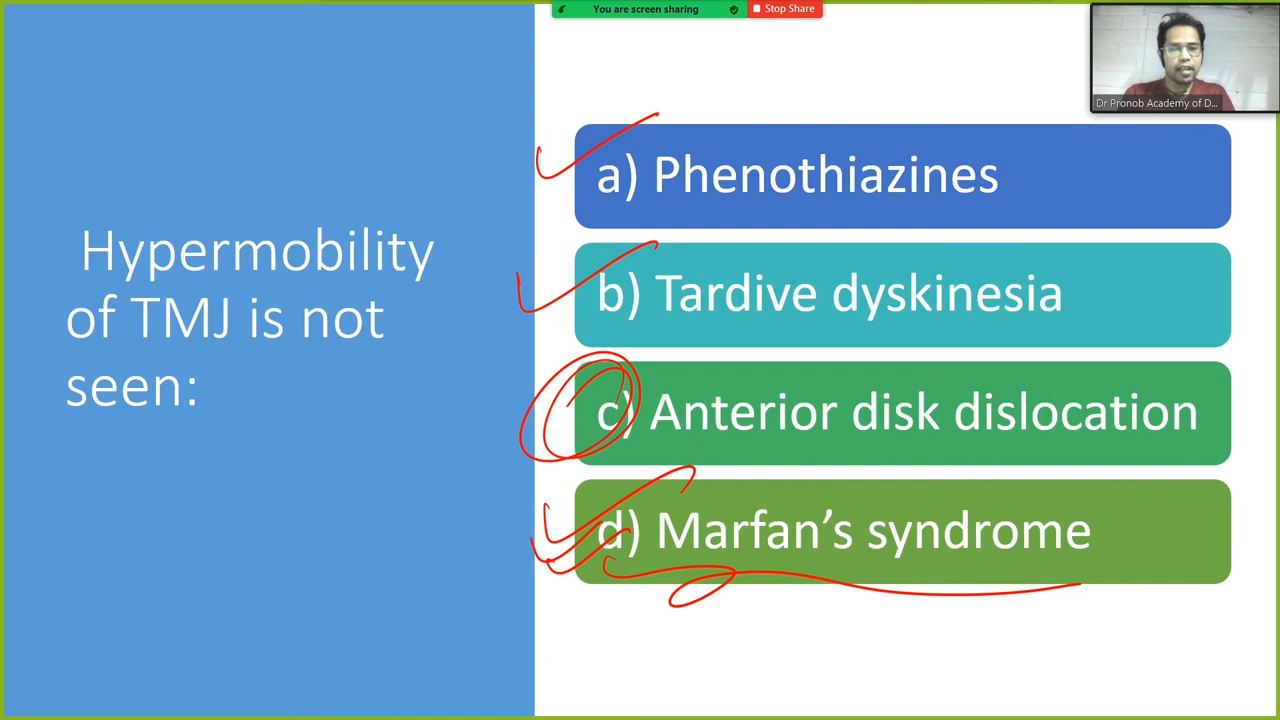 You are screen sharing
Stop Share
Dr Pronob Academy of D...
Hypermobility
of TMJ is not
seen:
a) Phenothiazines
b) Tardive dyskinesia
c) Anterior disk dislocation
d) Marfan’s syndrome